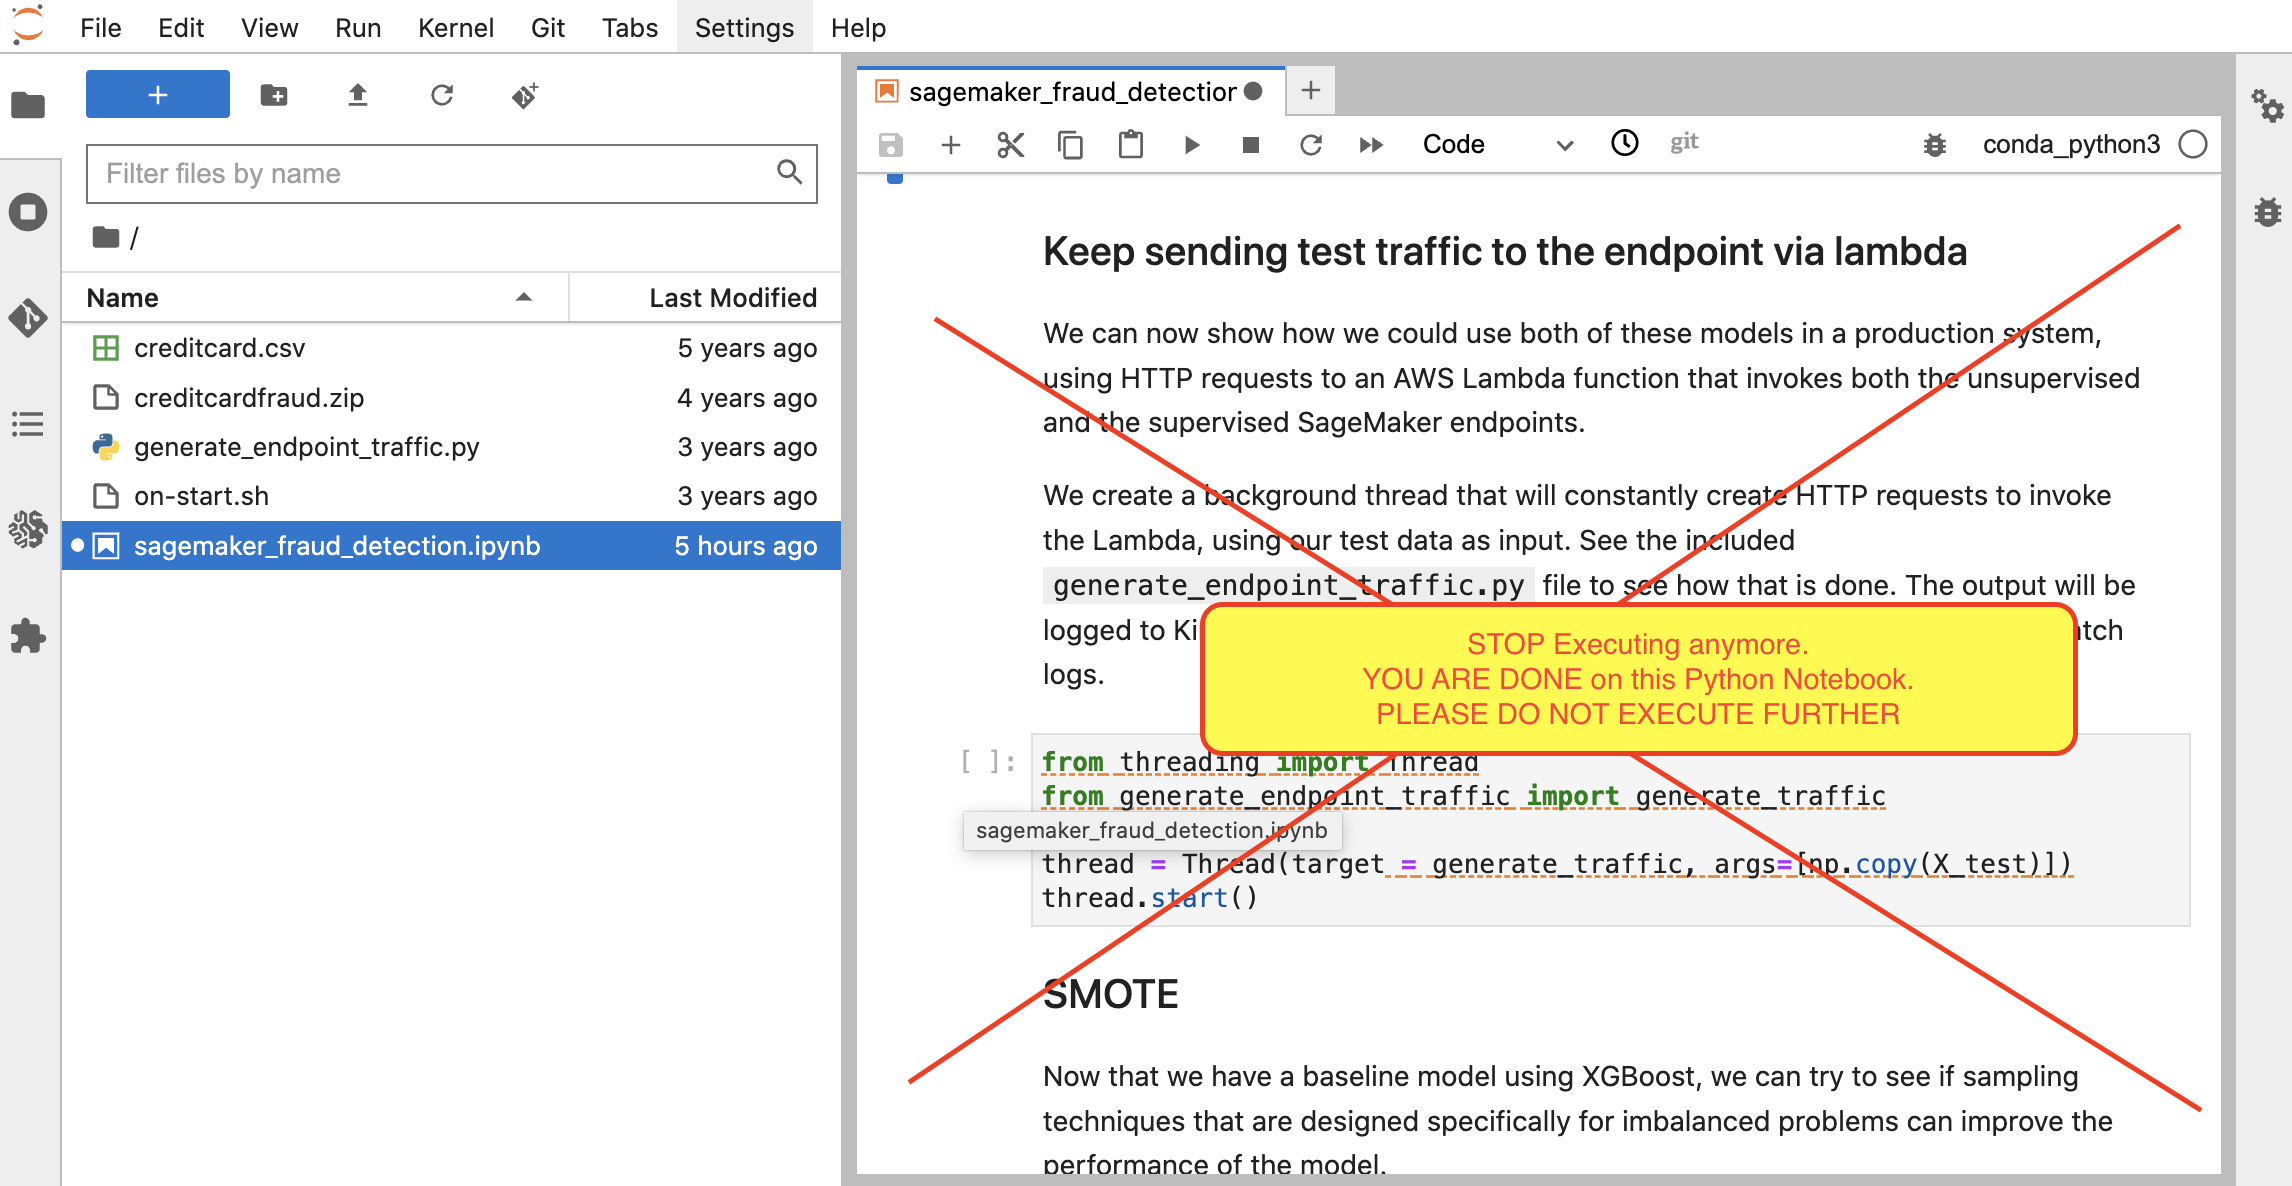 File Edit View Run Kernel Git Tabs Settings Help
+
Filter files by name
/
Name Last Modified
creditcard.csv 5 years ago
creditcardfraud.zip 4 years ago
generate_endpoint_traffic.py 3 years ago
on-start.sh 3 years ago
sagemaker_fraud_detection.ipynb 5 hours ago
sagemaker_fraud_detectior
Code git conda_python3
Keep sending test traffic to the endpoint via lambda
We can now show how we could use both of these models in a production system,
using HTTP requests to an AWS Lambda function that invokes both the unsupervised
and the supervised SageMaker endpoints.
We create a background thread that will constantly create HTTP requests to invoke
the Lambda, using our test data as input. See the included
generate_endpoint_traffic.py file to see how that is done. The output will be
logged to Ki
logs.
STOP Executing anymore.
YOU ARE DONE on this Python Notebook.
PLEASE DO NOT EXECUTE FURTHER
[ ]: from threading import Thread
from generate_endpoint_traffic import generate_traffic
sagemaker_fraud_detection.ipynb
thread = Thread(target = generate_traffic, args=[np.copy(X_test)])
thread.start()
SMOTE
Now that we have a baseline model using XGBoost, we can try to see if sampling
techniques that are designed specifically for imbalanced problems can improve the
performance of the model.